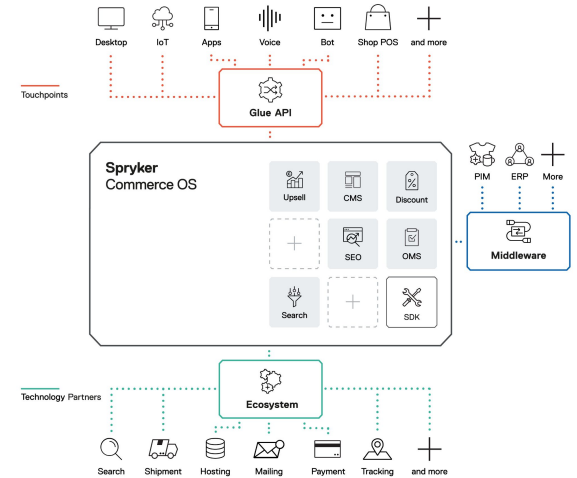 Desktop
IoT
Apps
Voice
Bot
Shop POS
and more
Touchpoints
Glue API
Spryker
Commerce OS
Upsell
CMS
Discount
SEO
OMS
Search
SDK
PIM
ERP
More
Middleware
Technology Partners
Ecosystem
Search
Shipment
Hosting
Mailing
Payment
Tracking
and more